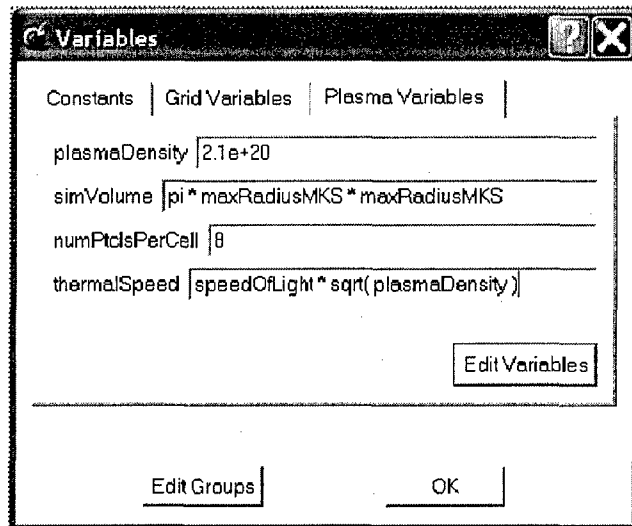 Variables
Constants Grid Variables Plasma Variables
plasmaDensity 2.1e+20
simVolume pi * maxRadiusMKS * maxRadiusMKS
numPtclsPerCell 8
thermalSpeed speedOfLight * sqrt( plasmaDensity )
Edit Variables
Edit Groups OK